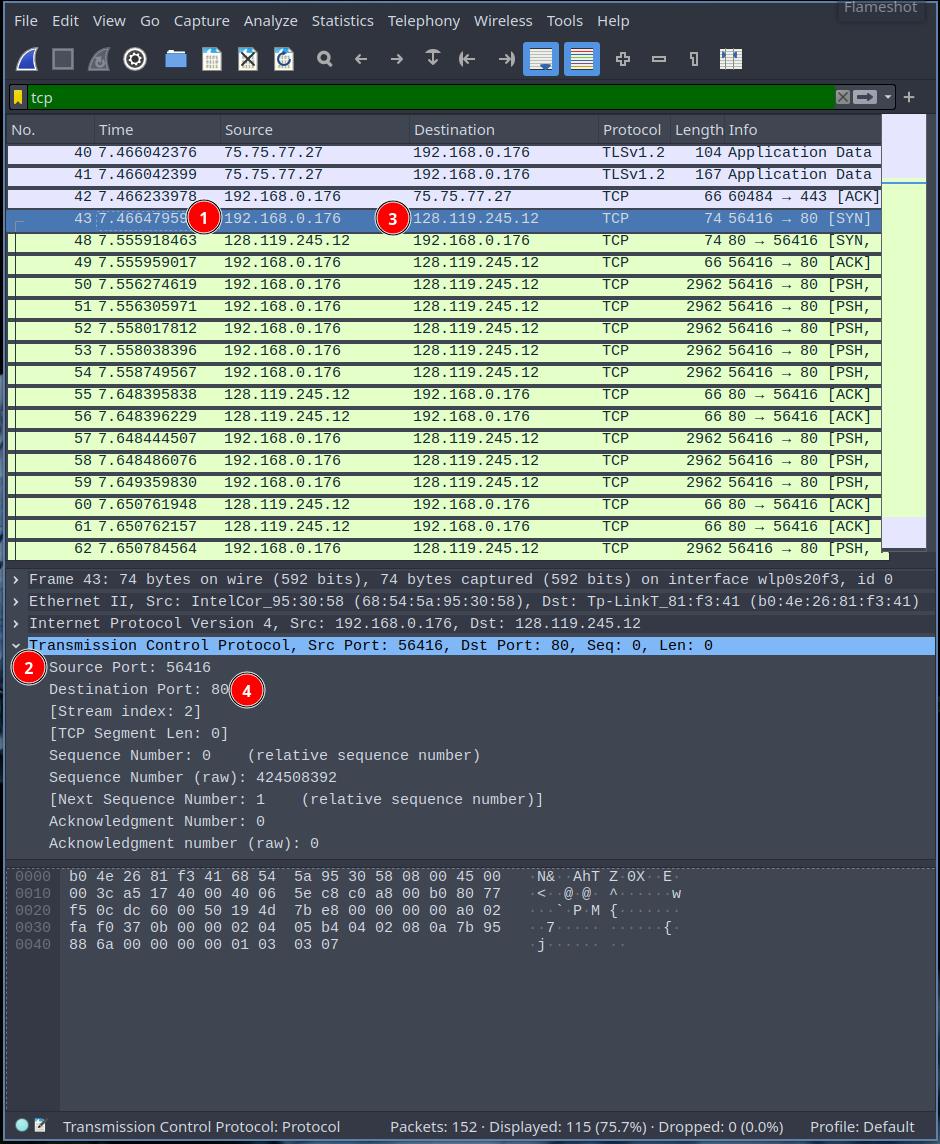 Flameshot
File Edit View Go Capture Analyze Statistics Telephony Wireless Tools Help
tcp
No. Time Source Destination Protocol Length Info
40 7.466042376 75.75.77.27 192.168.0.176 TLSv1.2 104 Application Data
41 7.466042399 75.75.77.27 192.168.0.176 TLSv1.2 167 Application Data
42 7.466233978 192.168.0.176 75.75.77.27 TCP 66 60484 → 443 [ACK]
43 7.46647959 1 192.168.0.176 3 128.119.245.12 TCP 74 56416 → 80 [SYN]
48 7.555918463 128.119.245.12 192.168.0.176 TCP 74 80 → 56416 [SYN,
49 7.555959017 192.168.0.176 128.119.245.12 TCP 66 56416 → 80 [ACK]
50 7.556274619 192.168.0.176 128.119.245.12 TCP 2962 56416 → 80 [PSH,
51 7.556305971 192.168.0.176 128.119.245.12 TCP 2962 56416 → 80 [PSH,
52 7.558017812 192.168.0.176 128.119.245.12 TCP 2962 56416 → 80 [PSH,
53 7.558038396 192.168.0.176 128.119.245.12 TCP 2962 56416 → 80 [PSH,
54 7.558749567 192.168.0.176 128.119.245.12 TCP 2962 56416 → 80 [PSH,
55 7.648395838 128.119.245.12 192.168.0.176 TCP 66 80 → 56416 [ACK]
56 7.648396229 128.119.245.12 192.168.0.176 TCP 66 80 → 56416 [ACK]
57 7.648444507 192.168.0.176 128.119.245.12 TCP 2962 56416 → 80 [PSH,
58 7.648486076 192.168.0.176 128.119.245.12 TCP 2962 56416 → 80 [PSH,
59 7.649359830 192.168.0.176 128.119.245.12 TCP 2962 56416 → 80 [PSH,
60 7.650761948 128.119.245.12 192.168.0.176 TCP 66 80 → 56416 [ACK]
61 7.650762157 128.119.245.12 192.168.0.176 TCP 66 80 → 56416 [ACK]
62 7.650784564 192.168.0.176 128.119.245.12 TCP 2962 56416 → 80 [PSH,
Frame 43: 74 bytes on wire (592 bits), 74 bytes captured (592 bits) on interface wlp0s20f3, id 0
Ethernet II, Src: IntelCor_95:30:58 (68:54:5a:95:30:58), Dst: Tp-LinkT_81:f3:41 (b0:4e:26:81:f3:41)
Internet Protocol Version 4, Src: 192.168.0.176, Dst: 128.119.245.12
Transmission Control Protocol, Src Port: 56416, Dst Port: 80, Seq: 0, Len: 0
2 Source Port: 56416
Destination Port: 80 4
[Stream index: 2]
[TCP Segment Len: 0]
Sequence Number: 0 (relative sequence number)
Sequence Number (raw): 424508392
[Next Sequence Number: 1 (relative sequence number)]
Acknowledgment Number: 0
Acknowledgment number (raw): 0
0000 b0 4e 26 81 f3 41 68 54 5a 95 30 58 08 00 45 00 ·N&··AhT Z·0X··E·
0010 00 3c a5 17 40 00 40 06 5e c8 c0 a8 00 b0 80 77 ·<··@·@· ^······w
0020 f5 0c dc 60 00 50 19 4d 7b e8 00 00 00 00 a0 02 ···`·P·M {·······
0030 fa f0 37 0b 00 00 02 04 05 b4 04 02 08 0a 7b 95 ··7····· ······{·
0040 88 6a 00 00 00 00 01 03 03 07 ·j······ ··
Transmission Control Protocol: Protocol Packets: 152 · Displayed: 115 (75.7%) · Dropped: 0 (0.0%) Profile: Default